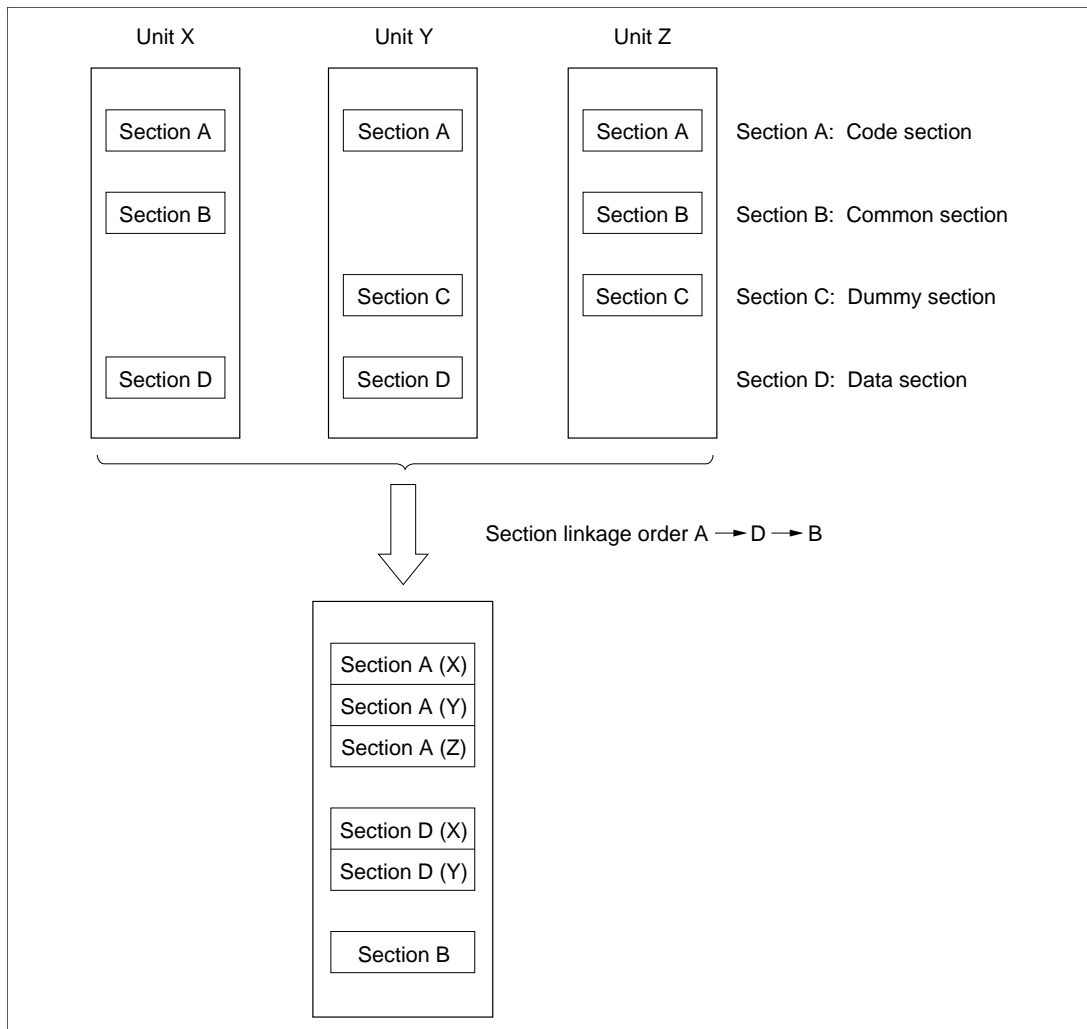 Unit X Unit Y Unit Z
Section A Section A Section A Section A: Code section
Section B Section B Section B: Common section
Section C Section C Section C: Dummy section
Section D Section D Section D: Data section
Section linkage order A → D → B
Section A (X)
Section A (Y)
Section A (Z)
Section D (X)
Section D (Y)
Section B